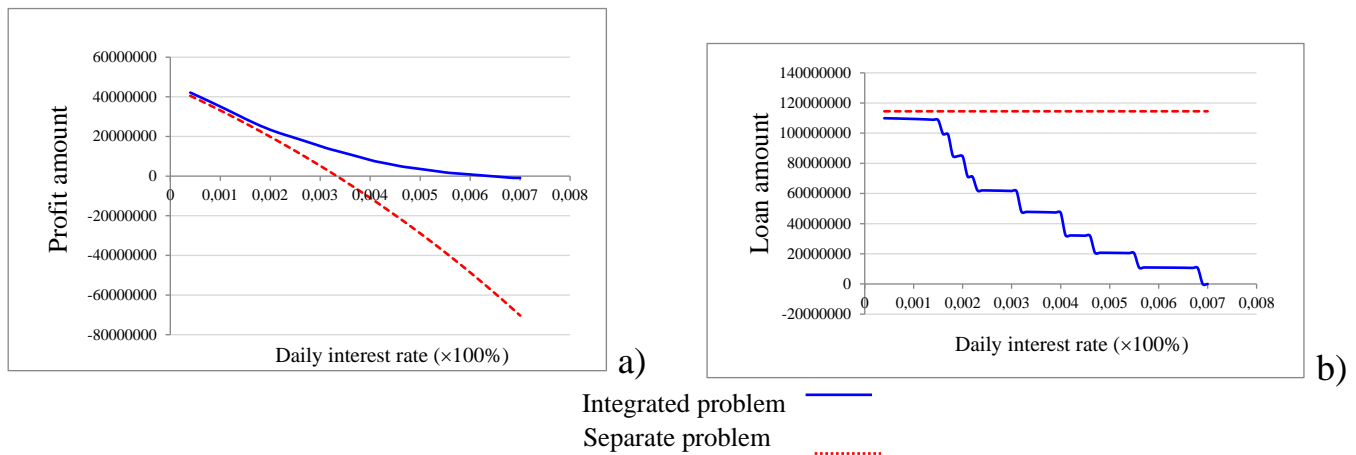 Profit amount
60000000
40000000
20000000
0
-20000000
-40000000
-60000000
-80000000
0 0,001 0,002 0,003 0,004 0,005 0,006 0,007 0,008
Daily interest rate (×100%)
a)
Loan amount
140000000
120000000
100000000
80000000
60000000
40000000
20000000
0
-20000000
0 0,001 0,002 0,003 0,004 0,005 0,006 0,007 0,008
Daily interest rate (×100%)
b)
Integrated problem
Separate problem